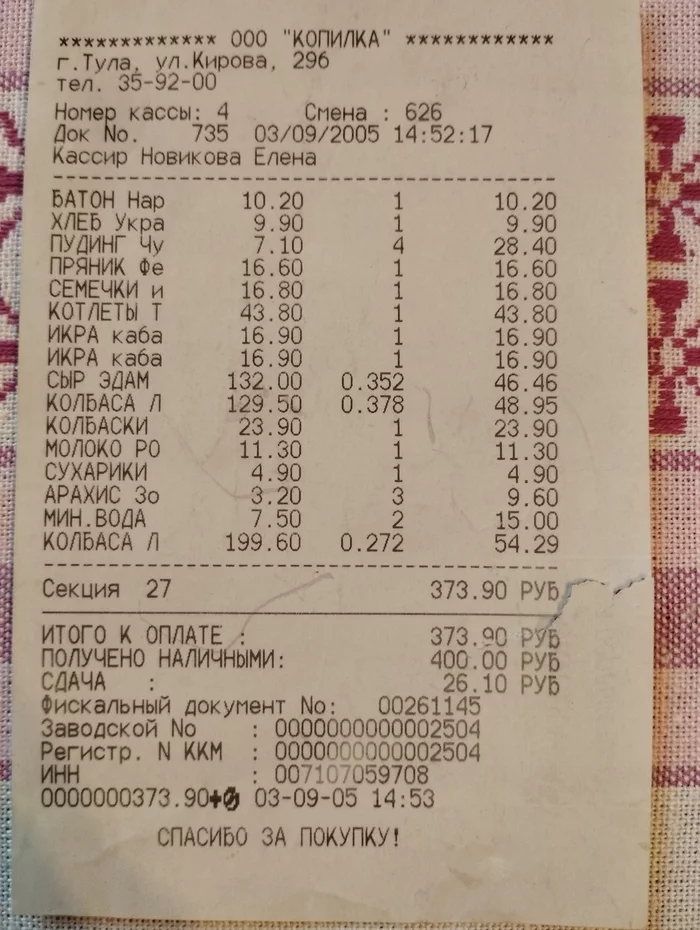 ************* ООО "КОПИЛКА" ************
г.Тула, ул.Кирова, 296
тел. 35-92-00
Номер кассы: 4 Смена : 626
Док No. 735 03/09/2005 14:52:17
Кассир Новикова Елена
БАТОН Нар 10.20 1 10.20
ХЛЕБ Укра 9.90 1 9.90
ПУДИНГ Чу 7.10 4 28.40
ПРЯНИК Фе 16.60 1 16.60
СЕМЕЧКИ и 16.80 1 16.80
КОТЛЕТЫ Т 43.80 1 43.80
ИКРА каба 16.90 1 16.90
ИКРА каба 16.90 1 16.90
СЫР ЭДАМ 132.00 0.352 46.46
КОЛБАСА Л 129.50 0.378 48.95
КОЛБАСКИ 23.90 1 23.90
МОЛОКО РО 11.30 1 11.30
СУХАРИКИ 4.90 1 4.90
АРАХИС Зо 3.20 3 9.60
МИН.ВОДА 7.50 2 15.00
КОЛБАСА Л 199.60 0.272 54.29
Секция 27 373.90 РУБ
ИТОГО К ОПЛАТЕ : 373.90 РУБ
ПОЛУЧЕНО НАЛИЧНЫМИ: 400.00 РУБ
СДАЧА : 26.10 РУБ
Фискальный документ No: 00261145
Заводской No : 0000000000002504
Регистр. N ККМ : 0000000000002504
ИНН : 007107059708
0000000373.90 03-09-05 14:53
СПАСИБО ЗА ПОКУПКУ!